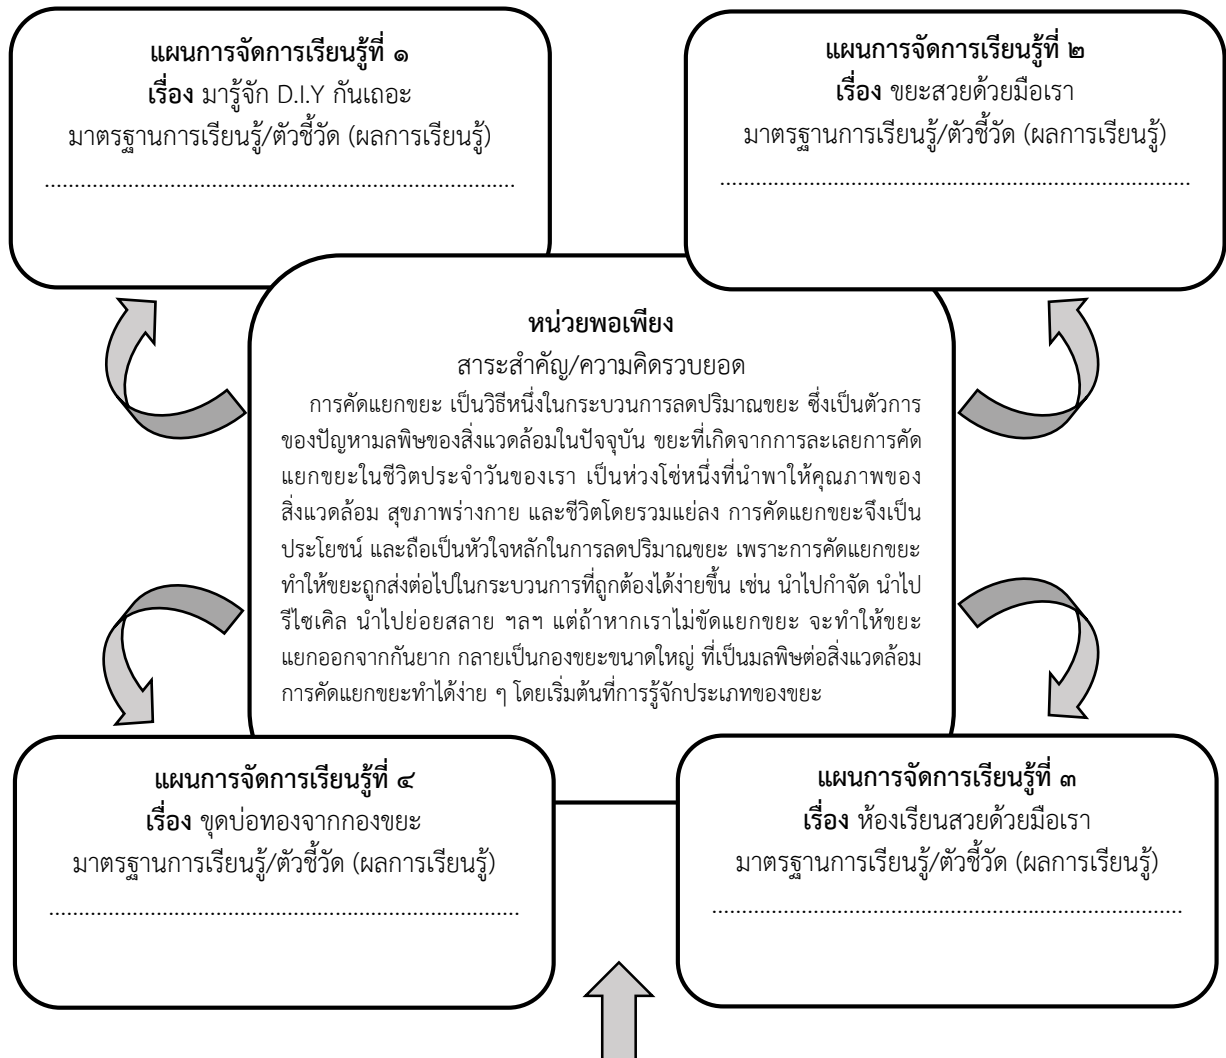 แผนการจัดการเรียนรู้ที่ ๑
เรื่อง มารู้จัก D.I.Y กันเถอะ
มาตรฐานการเรียนรู้/ตัวชี้วัด (ผลการเรียนรู้)
...............................................................................
แผนการจัดการเรียนรู้ที่ ๒
เรื่อง ขยะสวยด้วยมือเรา
มาตรฐานการเรียนรู้/ตัวชี้วัด (ผลการเรียนรู้)
...............................................................................
หน่วยพอเพียง
สาระสำคัญ/ความคิดรวบยอด
การคัดแยกขยะ เป็นวิธีหนึ่งในกระบวนการลดปริมาณขยะ ซึ่งเป็นตัวการ
ของปัญหามลพิษของสิ่งแวดล้อมในปัจจุบัน ขยะที่เกิดจากการละเลยการคัด
แยกขยะในชีวิตประจำวันของเรา เป็นห่วงโซ่หนึ่งที่นำพาให้คุณภาพของ
สิ่งแวดล้อม สุขภาพร่างกาย และชีวิตโดยรวมแย่ลง การคัดแยกขยะจึงเป็น
ประโยชน์ และถือเป็นหัวใจหลักในการลดปริมาณขยะ เพราะการคัดแยกขยะ
ทำให้ขยะถูกส่งต่อไปในกระบวนการที่ถูกต้องได้ง่ายขึ้น เช่น นำไปกำจัด นำไป
รีไซเคิล นำไปย่อยสลาย ฯลฯ แต่ถ้าหากเราไม่ขัดแยกขยะ จะทำให้ขยะ
แยกออกจากกันยาก กลายเป็นกองขยะขนาดใหญ่ ที่เป็นมลพิษต่อสิ่งแวดล้อม
การคัดแยกขยะทำได้ง่าย ๆ โดยเริ่มต้นที่การรู้จักประเภทของขยะ
แผนการจัดการเรียนรู้ที่ ๔
เรื่อง ขุดบ่อทองจากกองขยะ
มาตรฐานการเรียนรู้/ตัวชี้วัด (ผลการเรียนรู้)
...............................................................................
แผนการจัดการเรียนรู้ที่ ๓
เรื่อง ห้องเรียนสวยด้วยมือเรา
มาตรฐานการเรียนรู้/ตัวชี้วัด (ผลการเรียนรู้)
...............................................................................